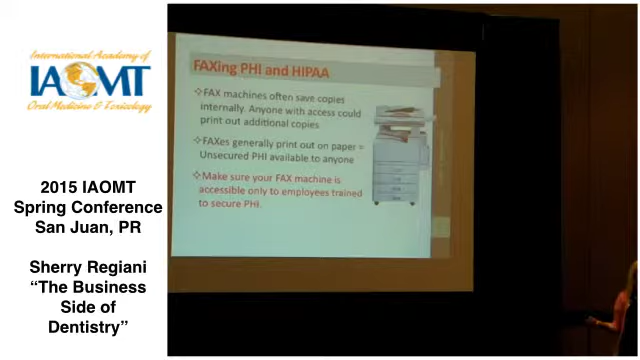 International Academy of
IAOMT
Oral Medicine & Toxicology
2015 IAOMT
Spring Conference
San Juan, PR
Sherry Regiani
“The Business
Side of
Dentistry”
FAXing PHI and HIPAA
FAX machines often save copies
internally. Anyone with access could
print out additional copies
FAXes generally print out on paper =
Unsecured PHI available to anyone
Make sure your FAX machine is
accessible only to employees trained
to secure PHI.